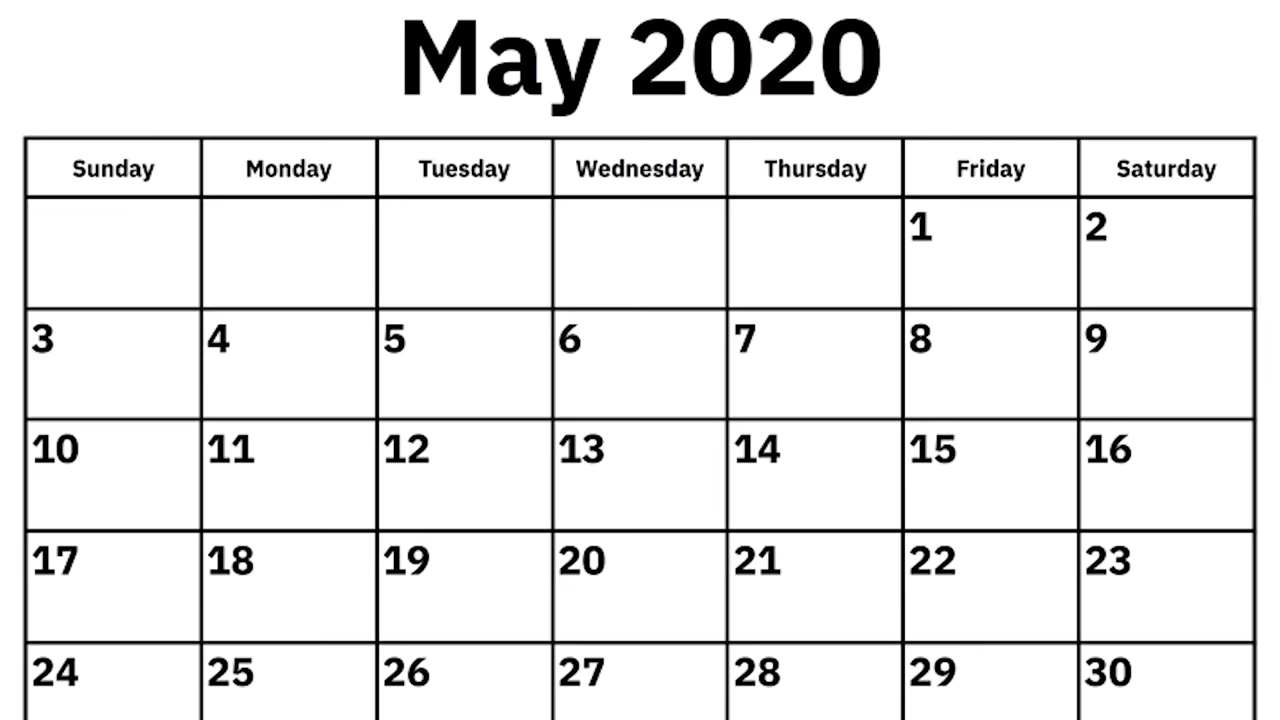 May 2020
Sunday Monday Tuesday Wednesday Thursday Friday Saturday
1 2
3 4 5 6 7 8 9
10 11 12 13 14 15 16
17 18 19 20 21 22 23
24 25 26 27 28 29 30